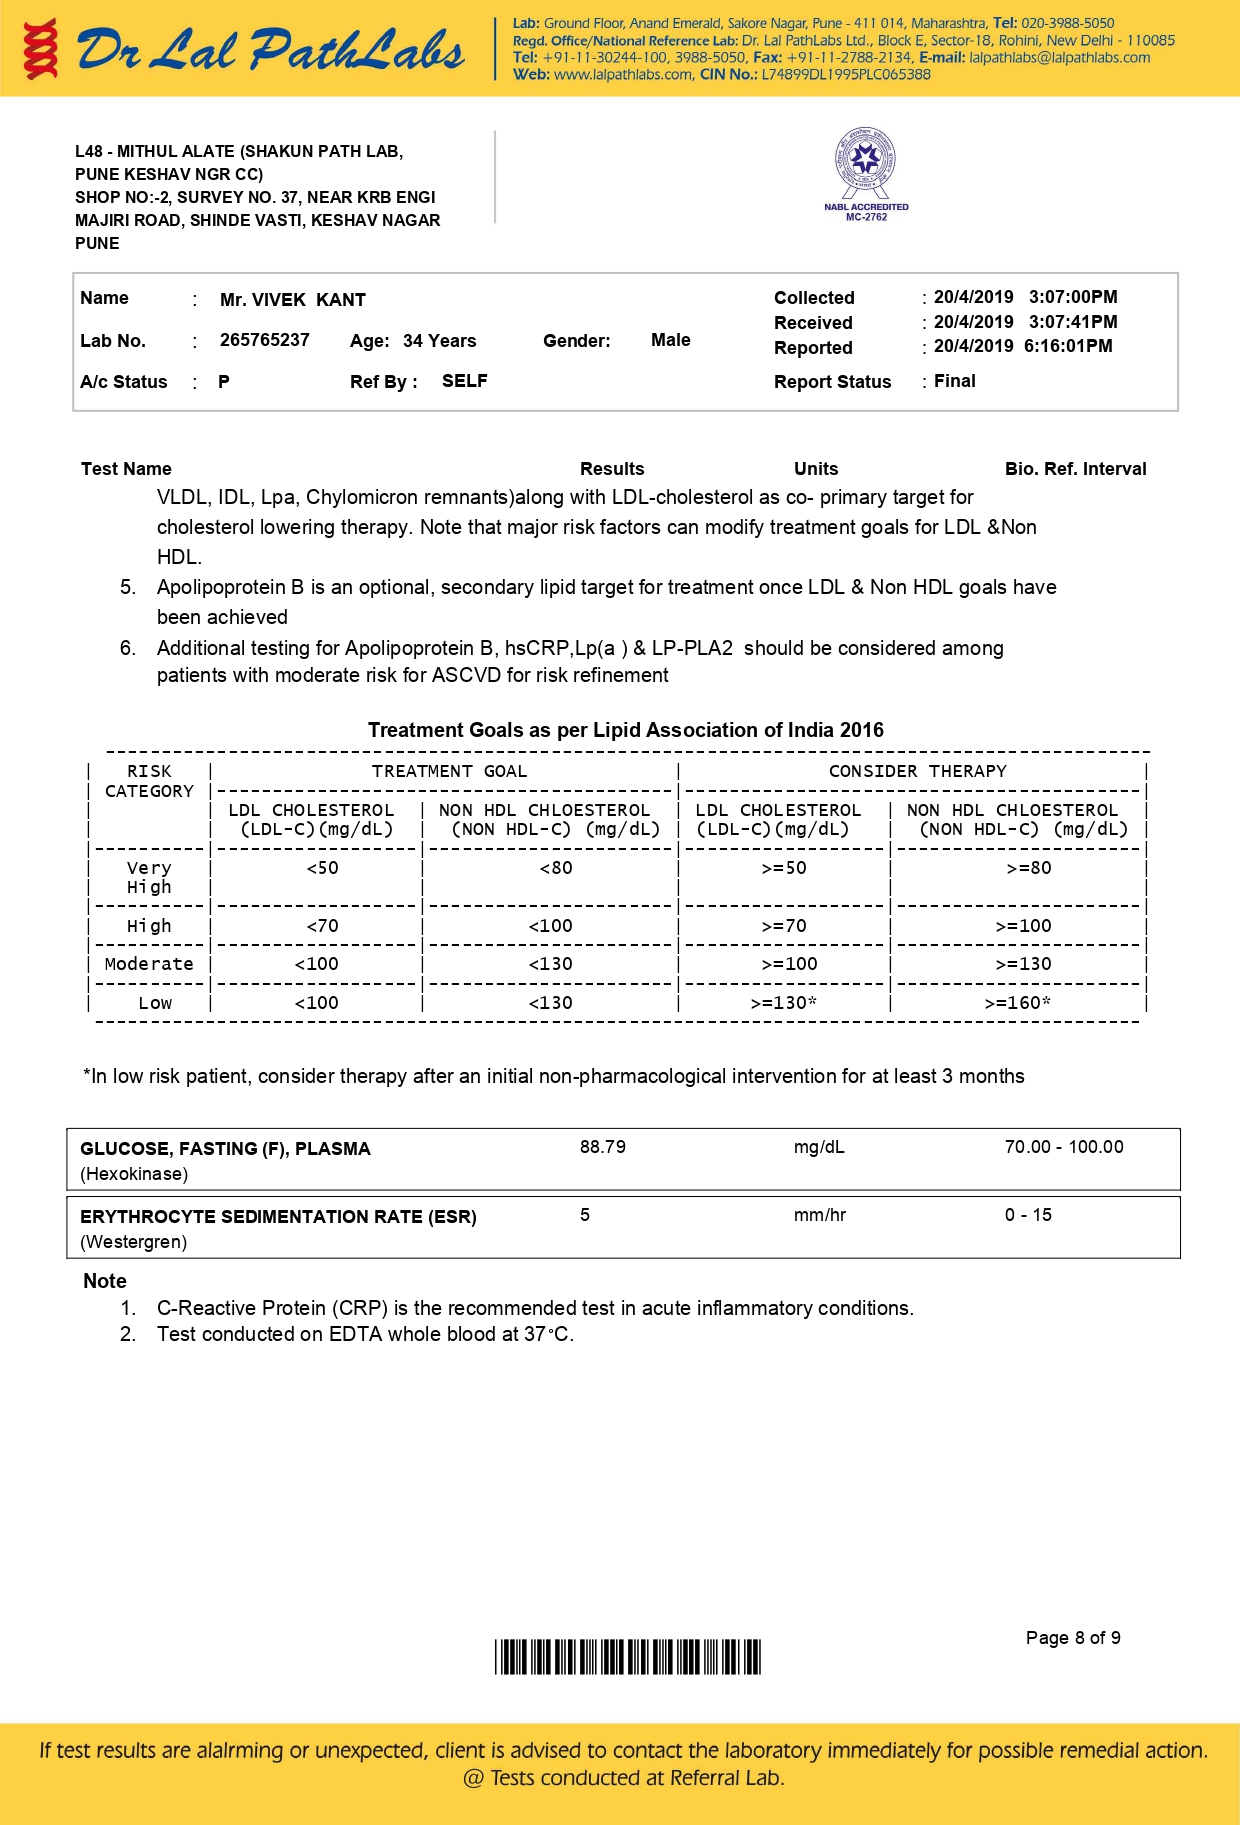 Dr Lal PathLabs
Lab: Ground Floor, Anand Emerald, Sakore Nagar, Pune - 411 014, Maharashtra, Tel: 020-3988-5050
Regd. Office/National Reference Lab: Dr. Lal PathLabs Ltd., Block E, Sector-18, Rohini, New Delhi - 110085
Tel: +91-11-30244-100, 3988-5050, Fax: +91-11-2788-2134, E-mail: lalpathlabs@lalpathlabs.com
Web: www.lalpathlabs.com, CIN No.: L74899DL1995PLC065388
L48 - MITHUL ALATE (SHAKUN PATH LAB,
PUNE KESHAV NGR CC)
SHOP NO:-2, SURVEY NO. 37, NEAR KRB ENGI
MAJIRI ROAD, SHINDE VASTI, KESHAV NAGAR
PUNE
NABL ACCREDITED
MC-2762
Name : Mr. VIVEK KANT
Collected : 20/4/2019 3:07:00PM
Received : 20/4/2019 3:07:41PM
Lab No. : 265765237 Age: 34 Years Gender: Male
Reported : 20/4/2019 6:16:01PM
A/c Status : P Ref By : SELF Report Status : Final
Test Name Results Units Bio. Ref. Interval
VLDL, IDL, Lpa, Chylomicron remnants)along with LDL-cholesterol as co- primary target for
cholesterol lowering therapy. Note that major risk factors can modify treatment goals for LDL &Non
HDL.
5. Apolipoprotein B is an optional, secondary lipid target for treatment once LDL & Non HDL goals have
been achieved
6. Additional testing for Apolipoprotein B, hsCRP,Lp(a ) & LP-PLA2 should be considered among
patients with moderate risk for ASCVD for risk refinement
Treatment Goals as per Lipid Association of India 2016
RISK TREATMENT GOAL CONSIDER THERAPY
CATEGORY
LDL CHOLESTEROL NON HDL CHLOESTEROL LDL CHOLESTEROL NON HDL CHLOESTEROL
(LDL-C)(mg/dL) (NON HDL-C) (mg/dL) (LDL-C)(mg/dL) (NON HDL-C) (mg/dL)
Very <50 <80 >=50 >=80
High
High <70 <100 >=70 >=100
Moderate <100 <130 >=100 >=130
Low <100 <130 >=130* >=160*
*In low risk patient, consider therapy after an initial non-pharmacological intervention for at least 3 months
GLUCOSE, FASTING (F), PLASMA 88.79 mg/dL 70.00 - 100.00
(Hexokinase)
ERYTHROCYTE SEDIMENTATION RATE (ESR) 5 mm/hr 0 - 15
(Westergren)
Note
1. C-Reactive Protein (CRP) is the recommended test in acute inflammatory conditions.
2. Test conducted on EDTA whole blood at 37°C.
Page 8 of 9
If test results are alalrming or unexpected, client is advised to contact the laboratory immediately for possible remedial action.
@ Tests conducted at Referral Lab.